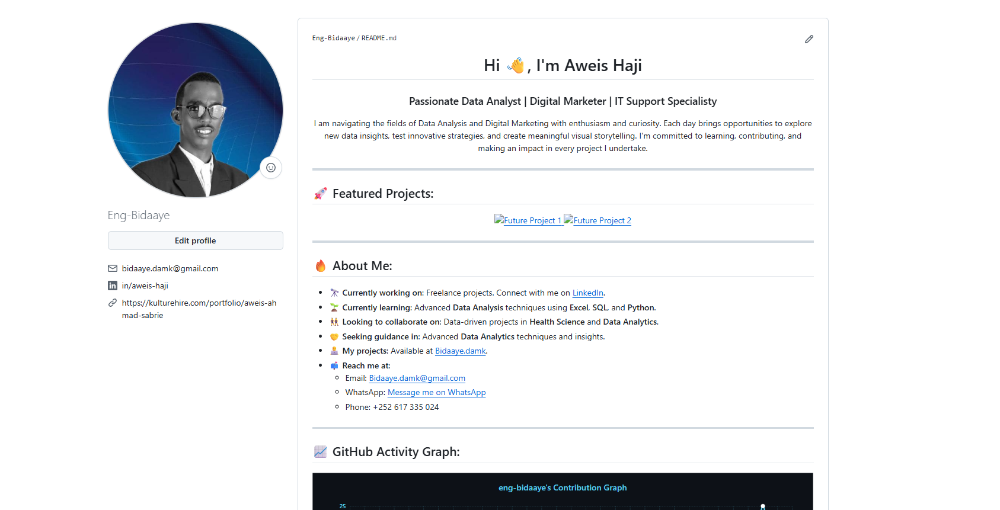 Eng-Bidaaye
Edit profile
bidaaye.damk@gmail.com
in/aweis-haji
https://kulturehire.com/portfolio/aweis-ah
mad-sabrie
Eng-Bidaaye / README.md
Hi 👋, I'm Aweis Haji
Passionate Data Analyst | Digital Marketer | IT Support Specialisty
I am navigating the fields of Data Analysis and Digital Marketing with enthusiasm and curiosity. Each day brings opportunities to explore
new data insights, test innovative strategies, and create meaningful visual storytelling. I'm committed to learning, contributing, and
making an impact in every project I undertake.
🚀 Featured Projects:
Future Project 1 Future Project 2
🔥 About Me:
🔭 Currently working on: Freelance projects. Connect with me on LinkedIn.
🌱 Currently learning: Advanced Data Analysis techniques using Excel, SQL, and Python.
👯 Looking to collaborate on: Data-driven projects in Health Science and Data Analytics.
🤝 Seeking guidance in: Advanced Data Analytics techniques and insights.
👨‍💻 My projects: Available at Bidaaye.damk.
📫 Reach me at:
Email: Bidaaye.damk@gmail.com
WhatsApp: Message me on WhatsApp
Phone: +252 617 335 024
📈 GitHub Activity Graph:
eng-bidaaye's Contribution Graph
25